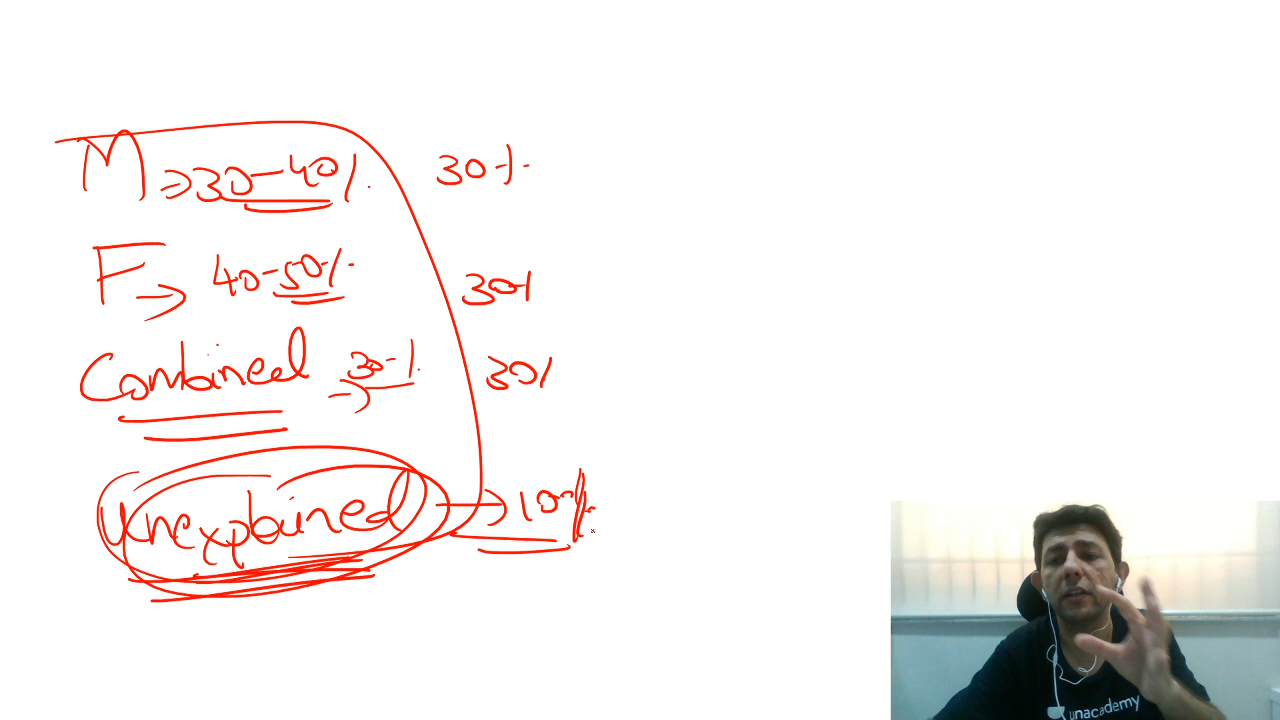 M → 30-40% 30%
F → 40-50% 30%
Combined → 30% 30%
Unexplained → 10%
unacademy